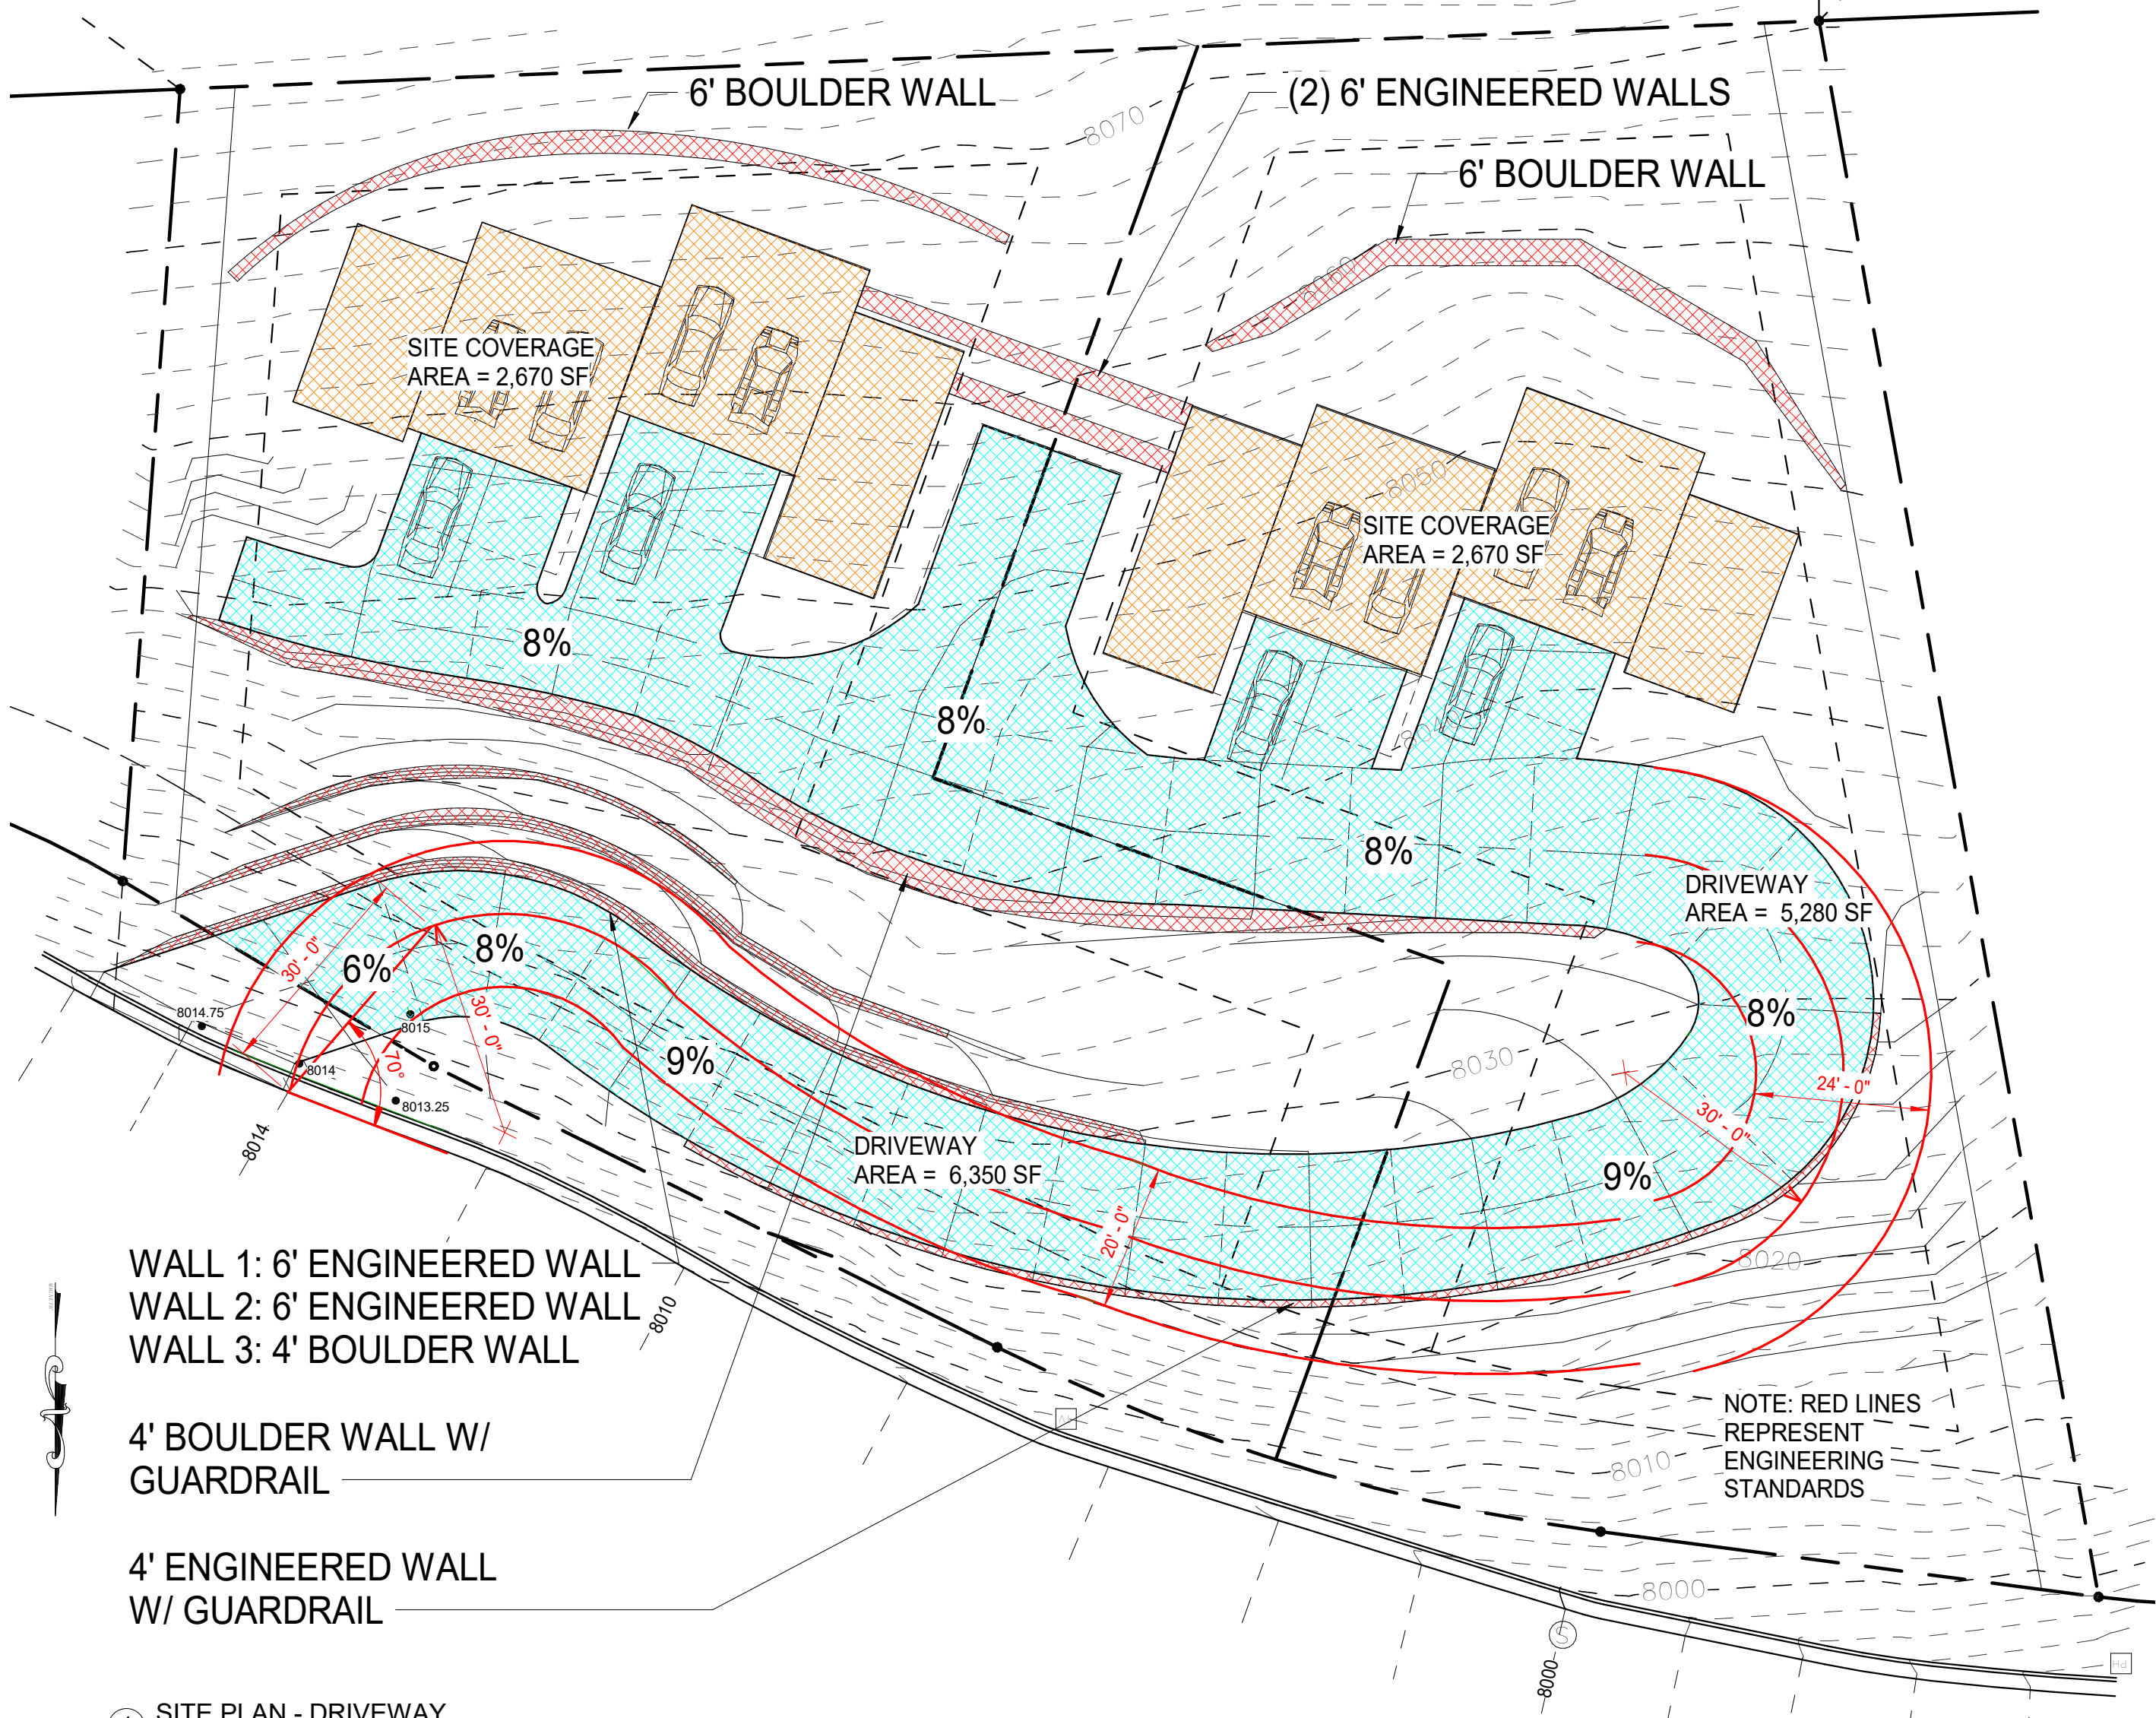 6' BOULDER WALL
(2) 6' ENGINEERED WALLS
8070
6' BOULDER WALL
8060
SITE COVERAGE
AREA = 2,670 SF
8050
SITE COVERAGE
AREA = 2,670 SF
8%
8%
8%
DRIVEWAY
AREA = 5,280 SF
30' - 0"
6%
8%
8014.75
8015
30' - 0"
8%
9%
8014
70°
8030
24' - 0"
8013.25
30' - 0"
8014
DRIVEWAY
AREA = 6,350 SF
9%
20' - 0"
WALL 1: 6' ENGINEERED WALL
WALL 2: 6' ENGINEERED WALL
WALL 3: 4' BOULDER WALL
8020
8010
4' BOULDER WALL W/
GUARDRAIL
NOTE: RED LINES
REPRESENT
ENGINEERING
STANDARDS
8010
4' ENGINEERED WALL
W/ GUARDRAIL
8000
S
8000
PH
SITE PLAN - DRIVEWAY